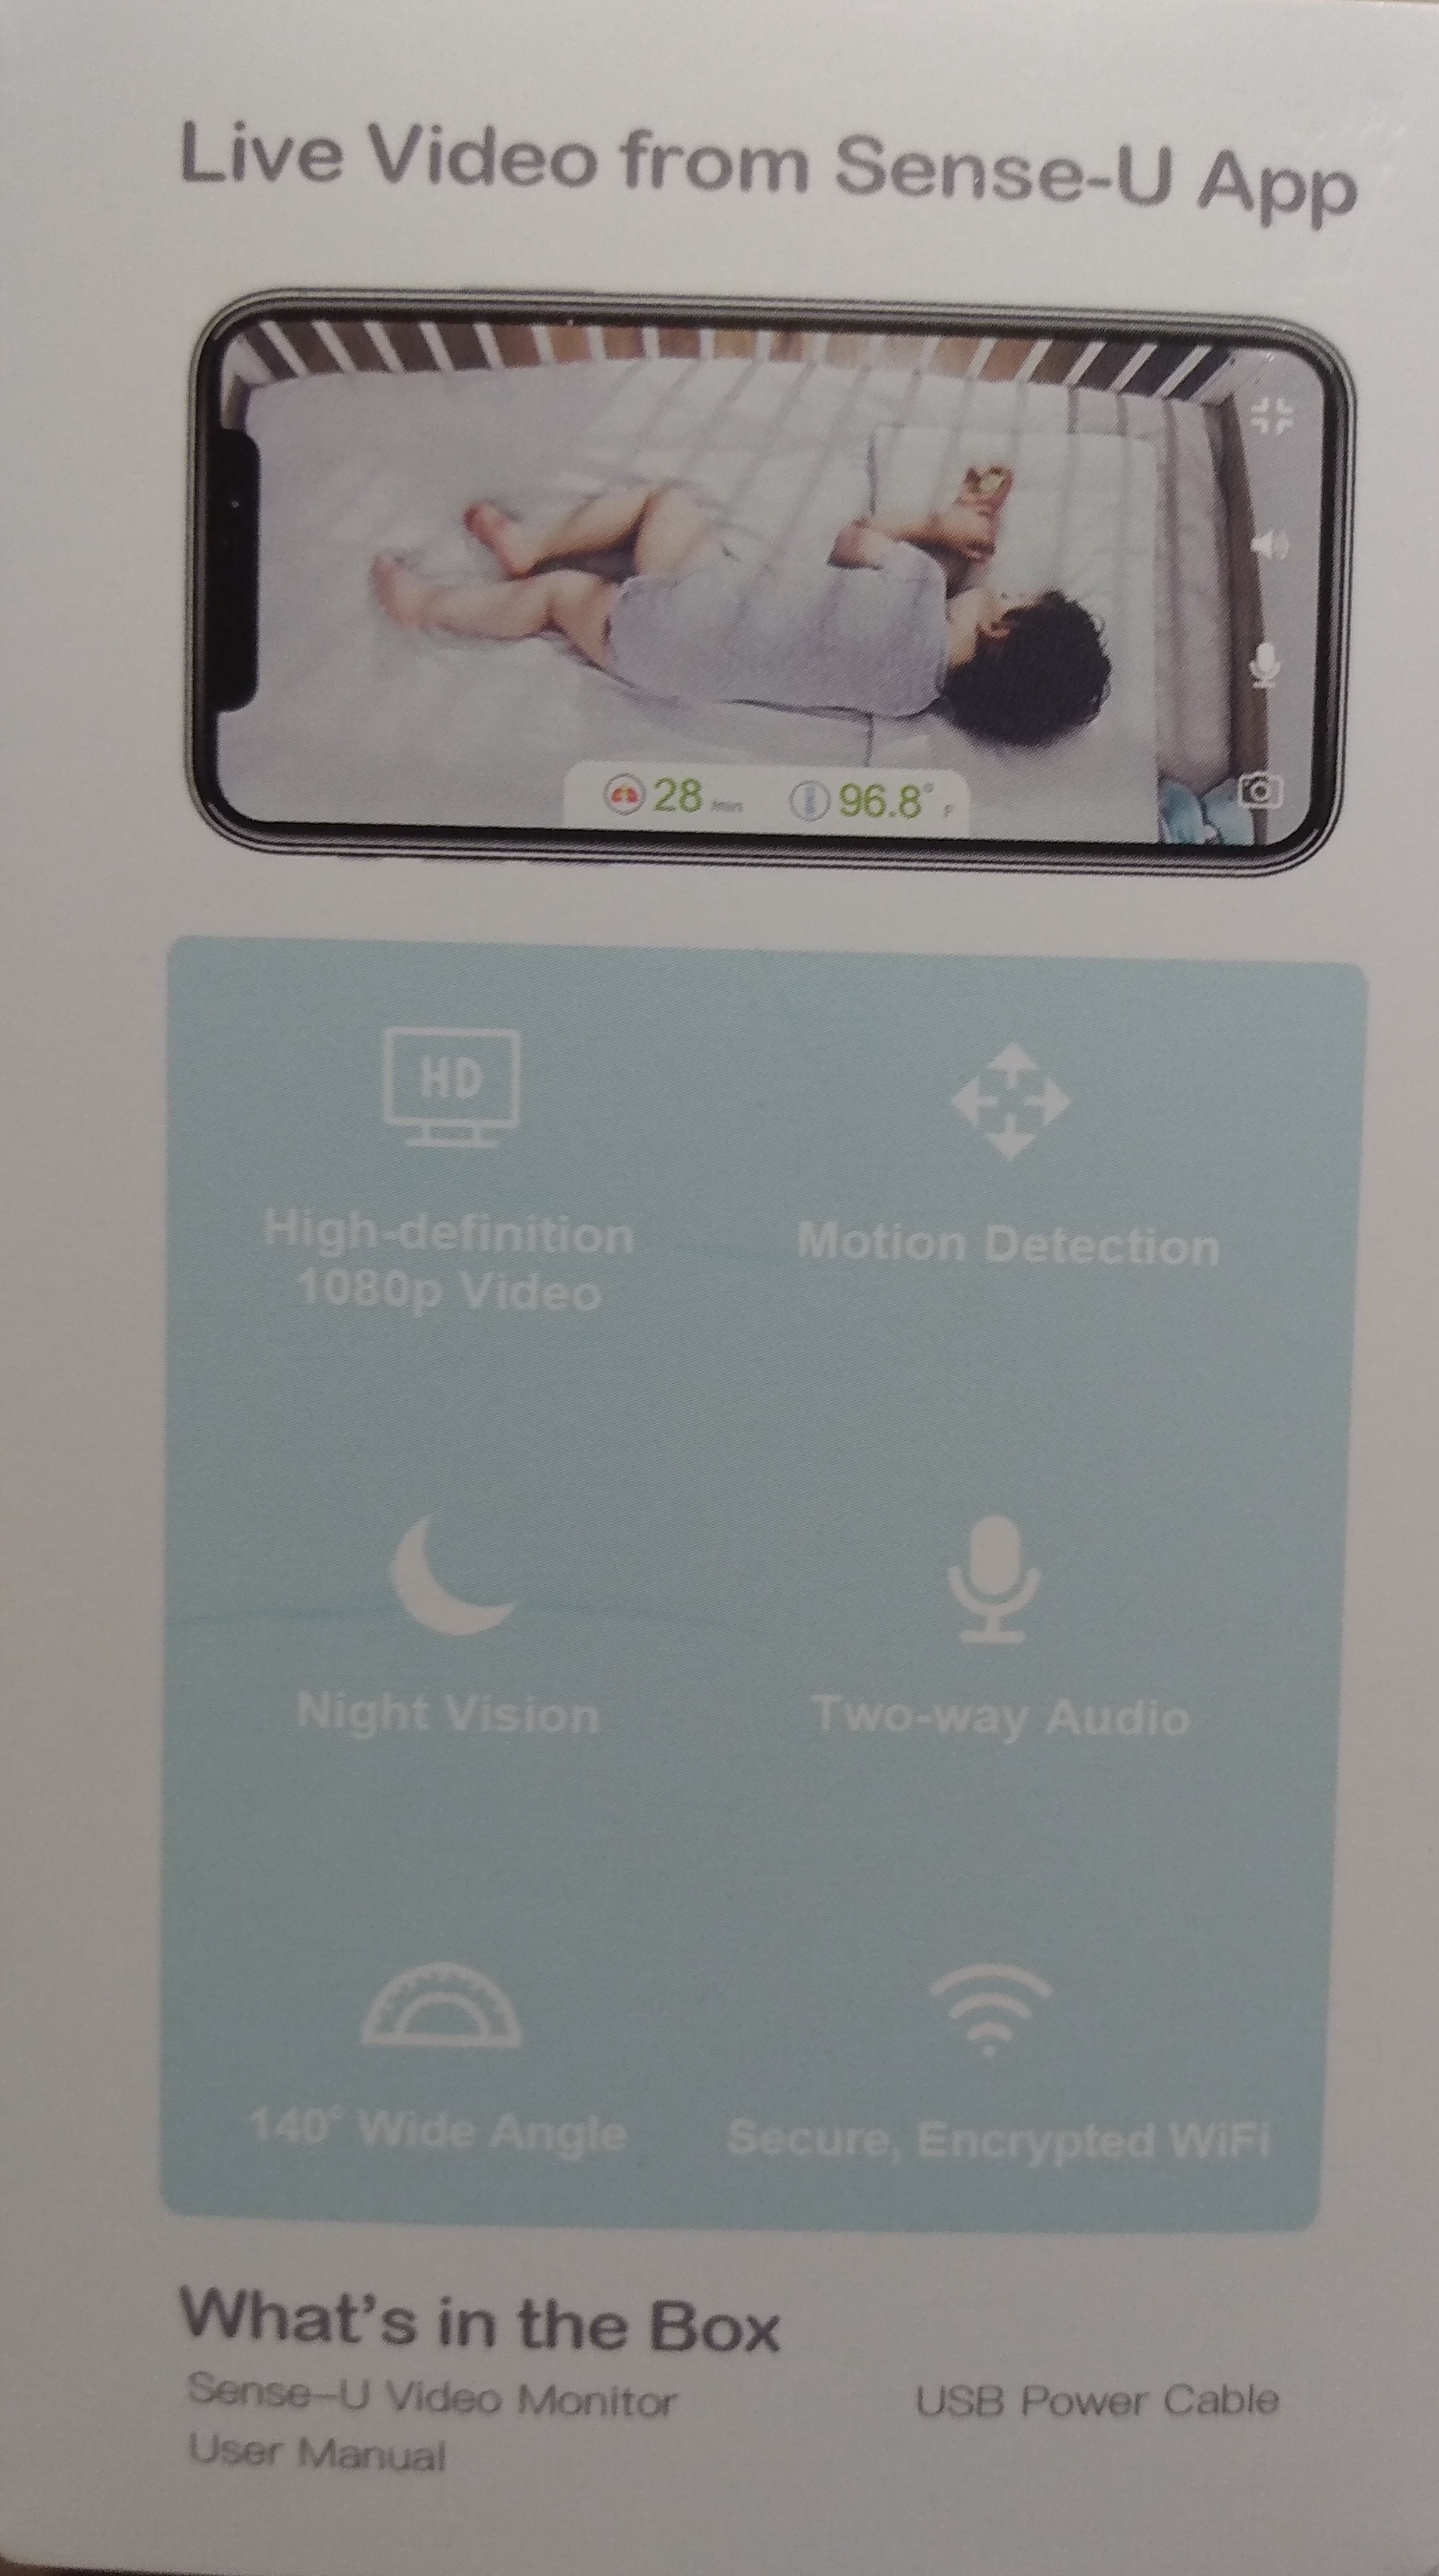 Live Video from Sense-U App
28 /min 96.8° F
HD
High-definition
1080p Video
Motion Detection
Night Vision
Two-way Audio
140° Wide Angle
Secure, Encrypted WiFi
What's in the Box
Sense-U Video Monitor
USB Power Cable
User Manual